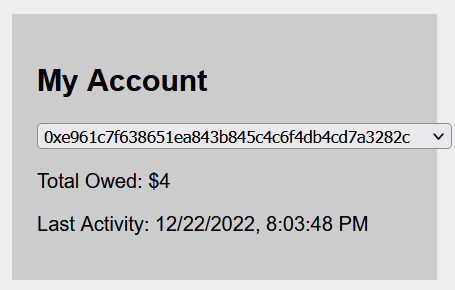 My Account
0xe961c7f638651ea843b845c4c6f4db4cd7a3282c
Total Owed: $4
Last Activity: 12/22/2022, 8:03:48 PM